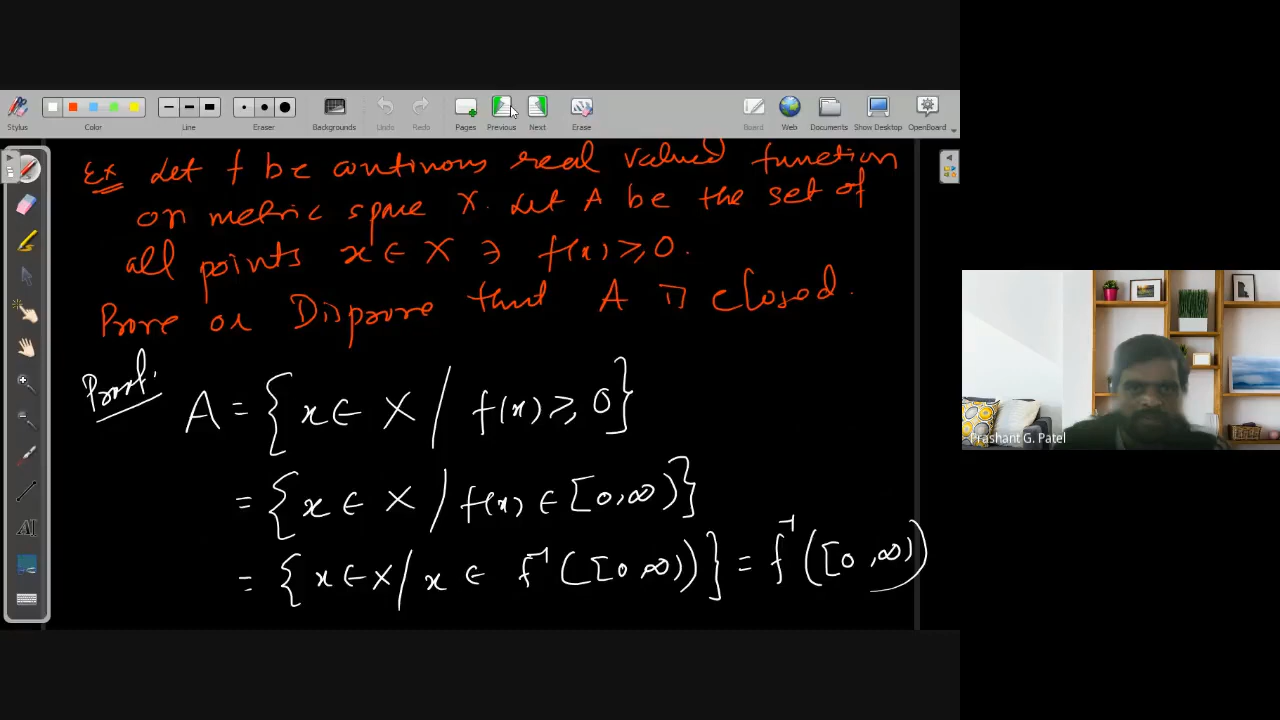 Stylus Color Line Eraser Backgrounds Undo Redo Pages Previous Next Erase Board Web Documents Show Desktop OpenBoard
Ex Let f be continous real valued function
on metric space X. Let A be the set of
all points x ∈ X ∋ f(x) ≥ 0.
Prove or Disprove that A is closed.
Proof:
A = {x ∈ X / f(x) ≥ 0}
= {x ∈ X / f(x) ∈ [0,∞)}
= {x ∈ X / x ∈ f⁻¹([0,∞))} = f⁻¹([0,∞))
Prashant G. Patel